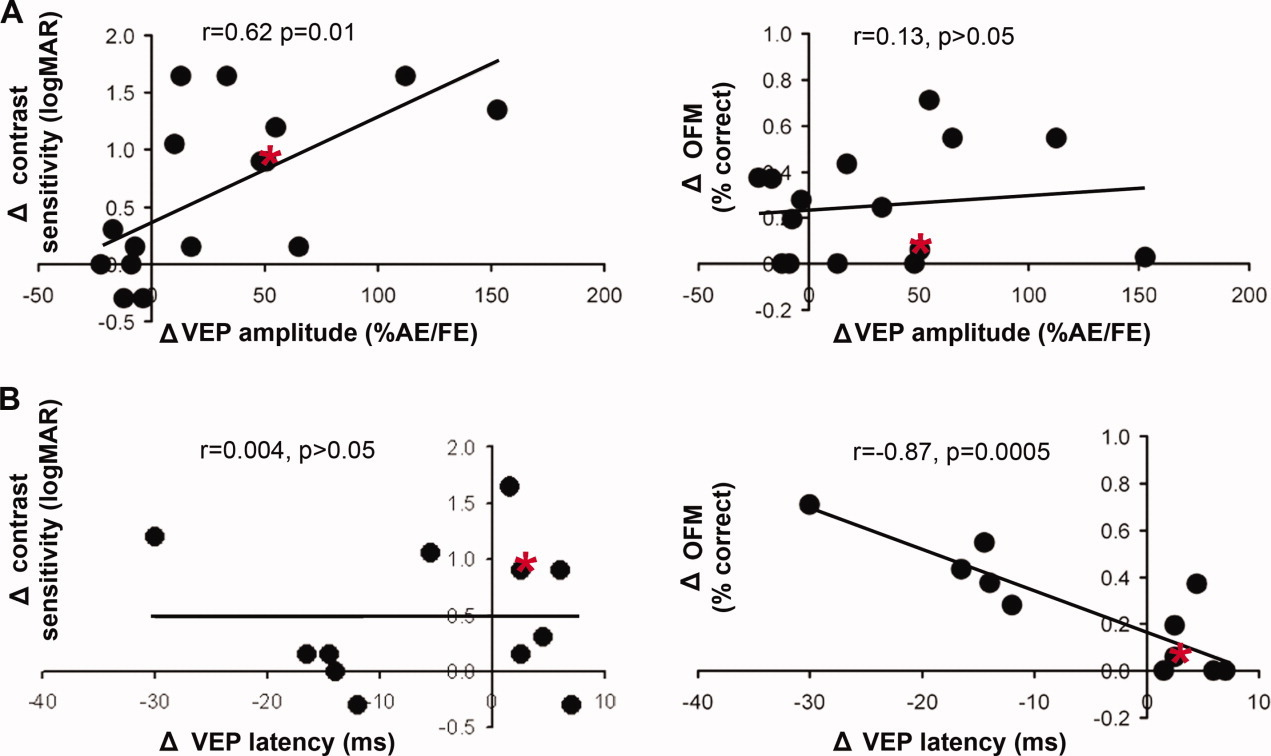 A
Δ contrast
sensitivity (logMAR)
r=0.62 p=0.01
2.0
1.5
1.0
0.5
0.0
-0.5
-50
0
50
100
150
200
Δ VEP amplitude (%AE/FE)
Δ OFM
(% correct)
r=0.13, p>0.05
1.0
0.8
0.6
0.4
0.2
0.0
-0.2
-50
0
50
100
150
200
Δ VEP amplitude (%AE/FE)
B
Δ contrast
sensitivity (logMAR)
r=0.004, p>0.05
2.0
1.5
1.0
0.5
0.0
-0.5
-40
-30
-20
-10
0
10
Δ VEP latency (ms)
Δ OFM
(% correct)
r=-0.87, p=0.0005
1.0
0.8
0.6
0.4
0.2
0.0
-0.2
-40
-30
-20
-10
0
10
Δ VEP latency (ms)